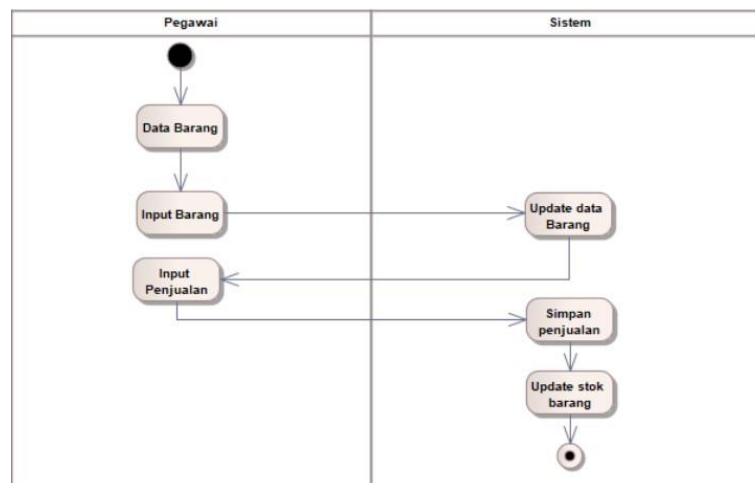 Pegawai
Sistem
Data Barang
Input Barang
Update data
Barang
Input
Penjualan
Simpan
penjualan
Update stok
barang